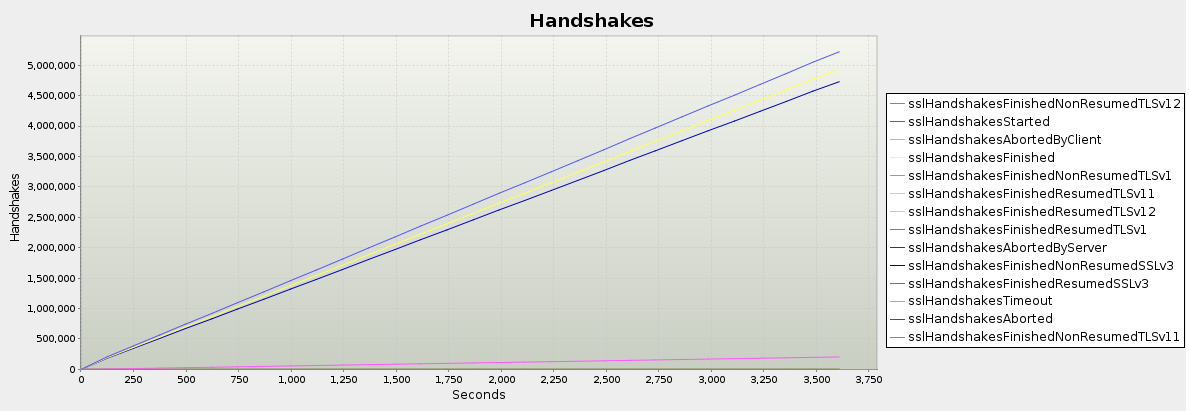 Handshakes
5,000,000
4,500,000
4,000,000
3,500,000
3,000,000
2,500,000
2,000,000
1,500,000
1,000,000
500,000
0
Handshakes
0 250 500 750 1,000 1,250 1,500 1,750 2,000 2,250 2,500 2,750 3,000 3,250 3,500 3,750
Seconds
sslHandshakesFinishedNonResumedTLSv12
sslHandshakesStarted
sslHandshakesAbortedByClient
sslHandshakesFinished
sslHandshakesFinishedNonResumedTLSv1
sslHandshakesFinishedResumedTLSv11
sslHandshakesFinishedResumedTLSv12
sslHandshakesFinishedResumedTLSv1
sslHandshakesAbortedByServer
sslHandshakesFinishedNonResumedSSLv3
sslHandshakesFinishedResumedSSLv3
sslHandshakesTimeout
sslHandshakesAborted
sslHandshakesFinishedNonResumedTLSv11